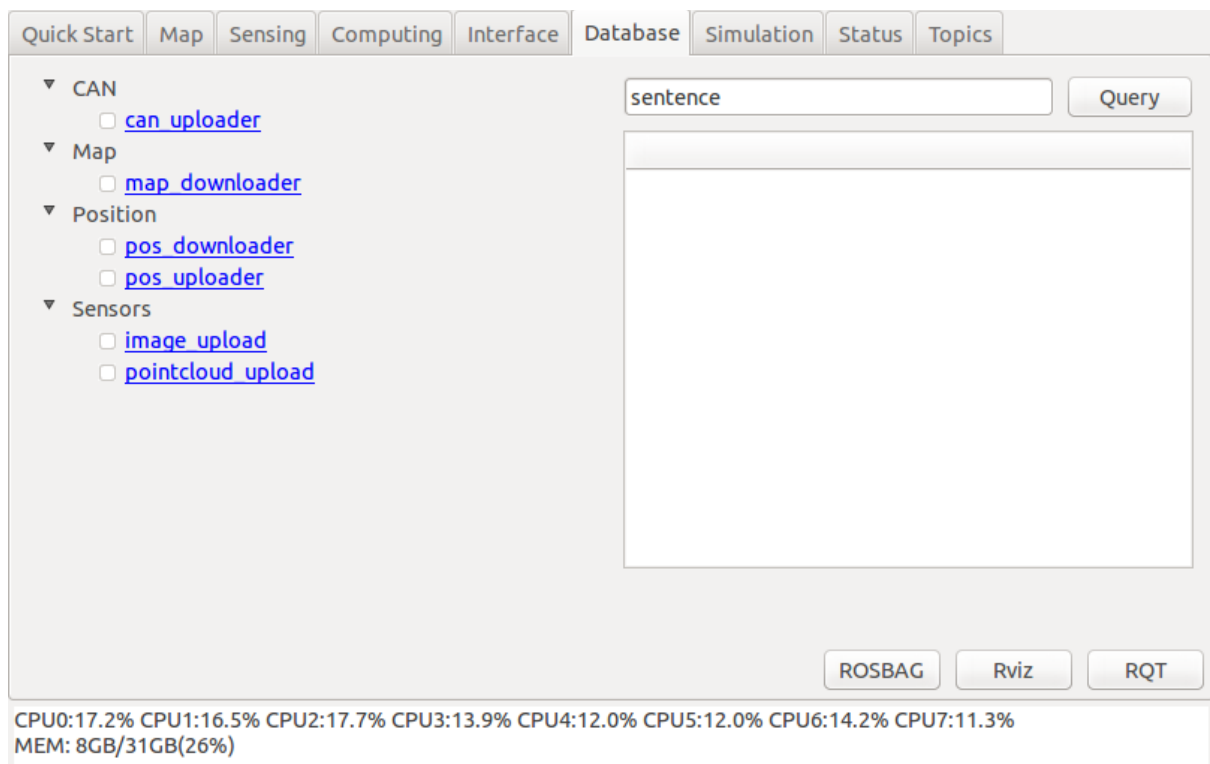 Quick Start Map Sensing Computing Interface Database Simulation Status Topics
CAN
can_uploader
Map
map_downloader
Position
pos_downloader
pos_uploader
Sensors
image_upload
pointcloud_upload
sentence Query
ROSBAG Rviz RQT
CPU0:17.2% CPU1:16.5% CPU2:17.7% CPU3:13.9% CPU4:12.0% CPU5:12.0% CPU6:14.2% CPU7:11.3%
MEM: 8GB/31GB(26%)